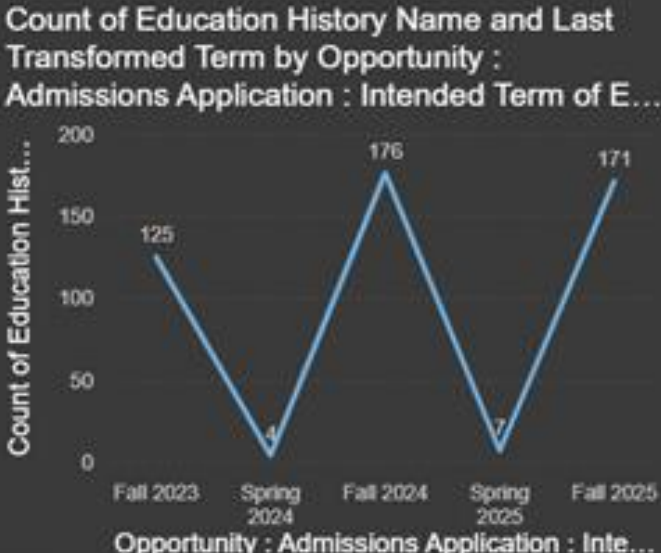 Count of Education History Name and Last
Transformed Term by Opportunity :
Admissions Application : Intended Term of E...
Count of Education Hist...
200
150
100
50
0
125
4
176
7
171
Fall 2023
Spring
2024
Fall 2024
Spring
2025
Fall 2025
Opportunity : Admissions Application : Inte...